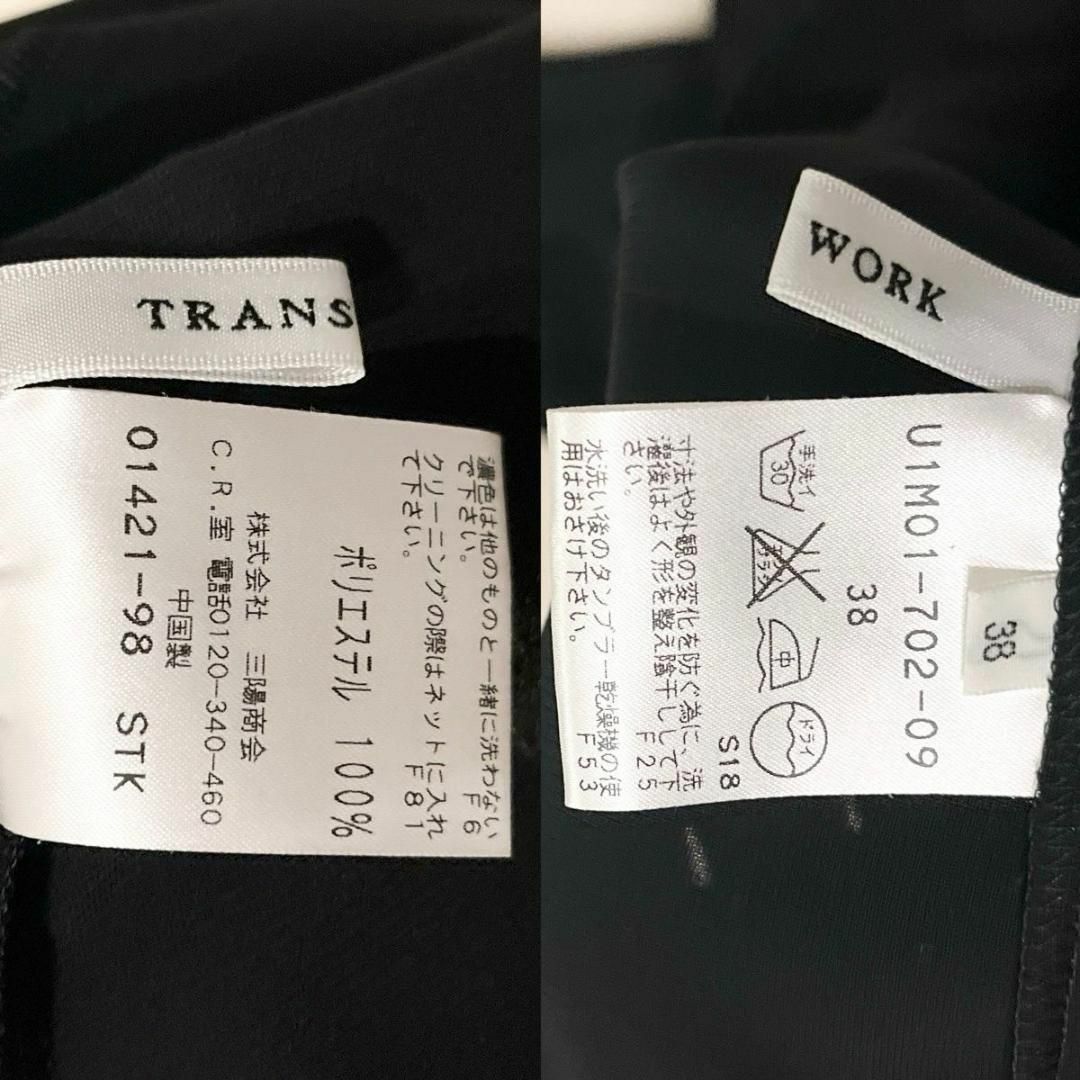 TRANS
濃色は他のものと一緒に洗わない
で下さい。 F6
クリーニングの際はネットに入れ
て下さい。 F81
ポリエステル 100%
株式会社 三陽商会
C.R.室 電話0120-340-460
中国製
01421-98 STK
WORK
U1M01-702-09
38
38
手洗イ
30
エンソサラシ
中
ドライ
S18
寸法や外観の変化を防ぐ為に、洗
濯後はよく形を整え陰干しして下
さい。 F25
水洗い後のタンブラー乾燥機の使
用はおさけ下さい。 F53